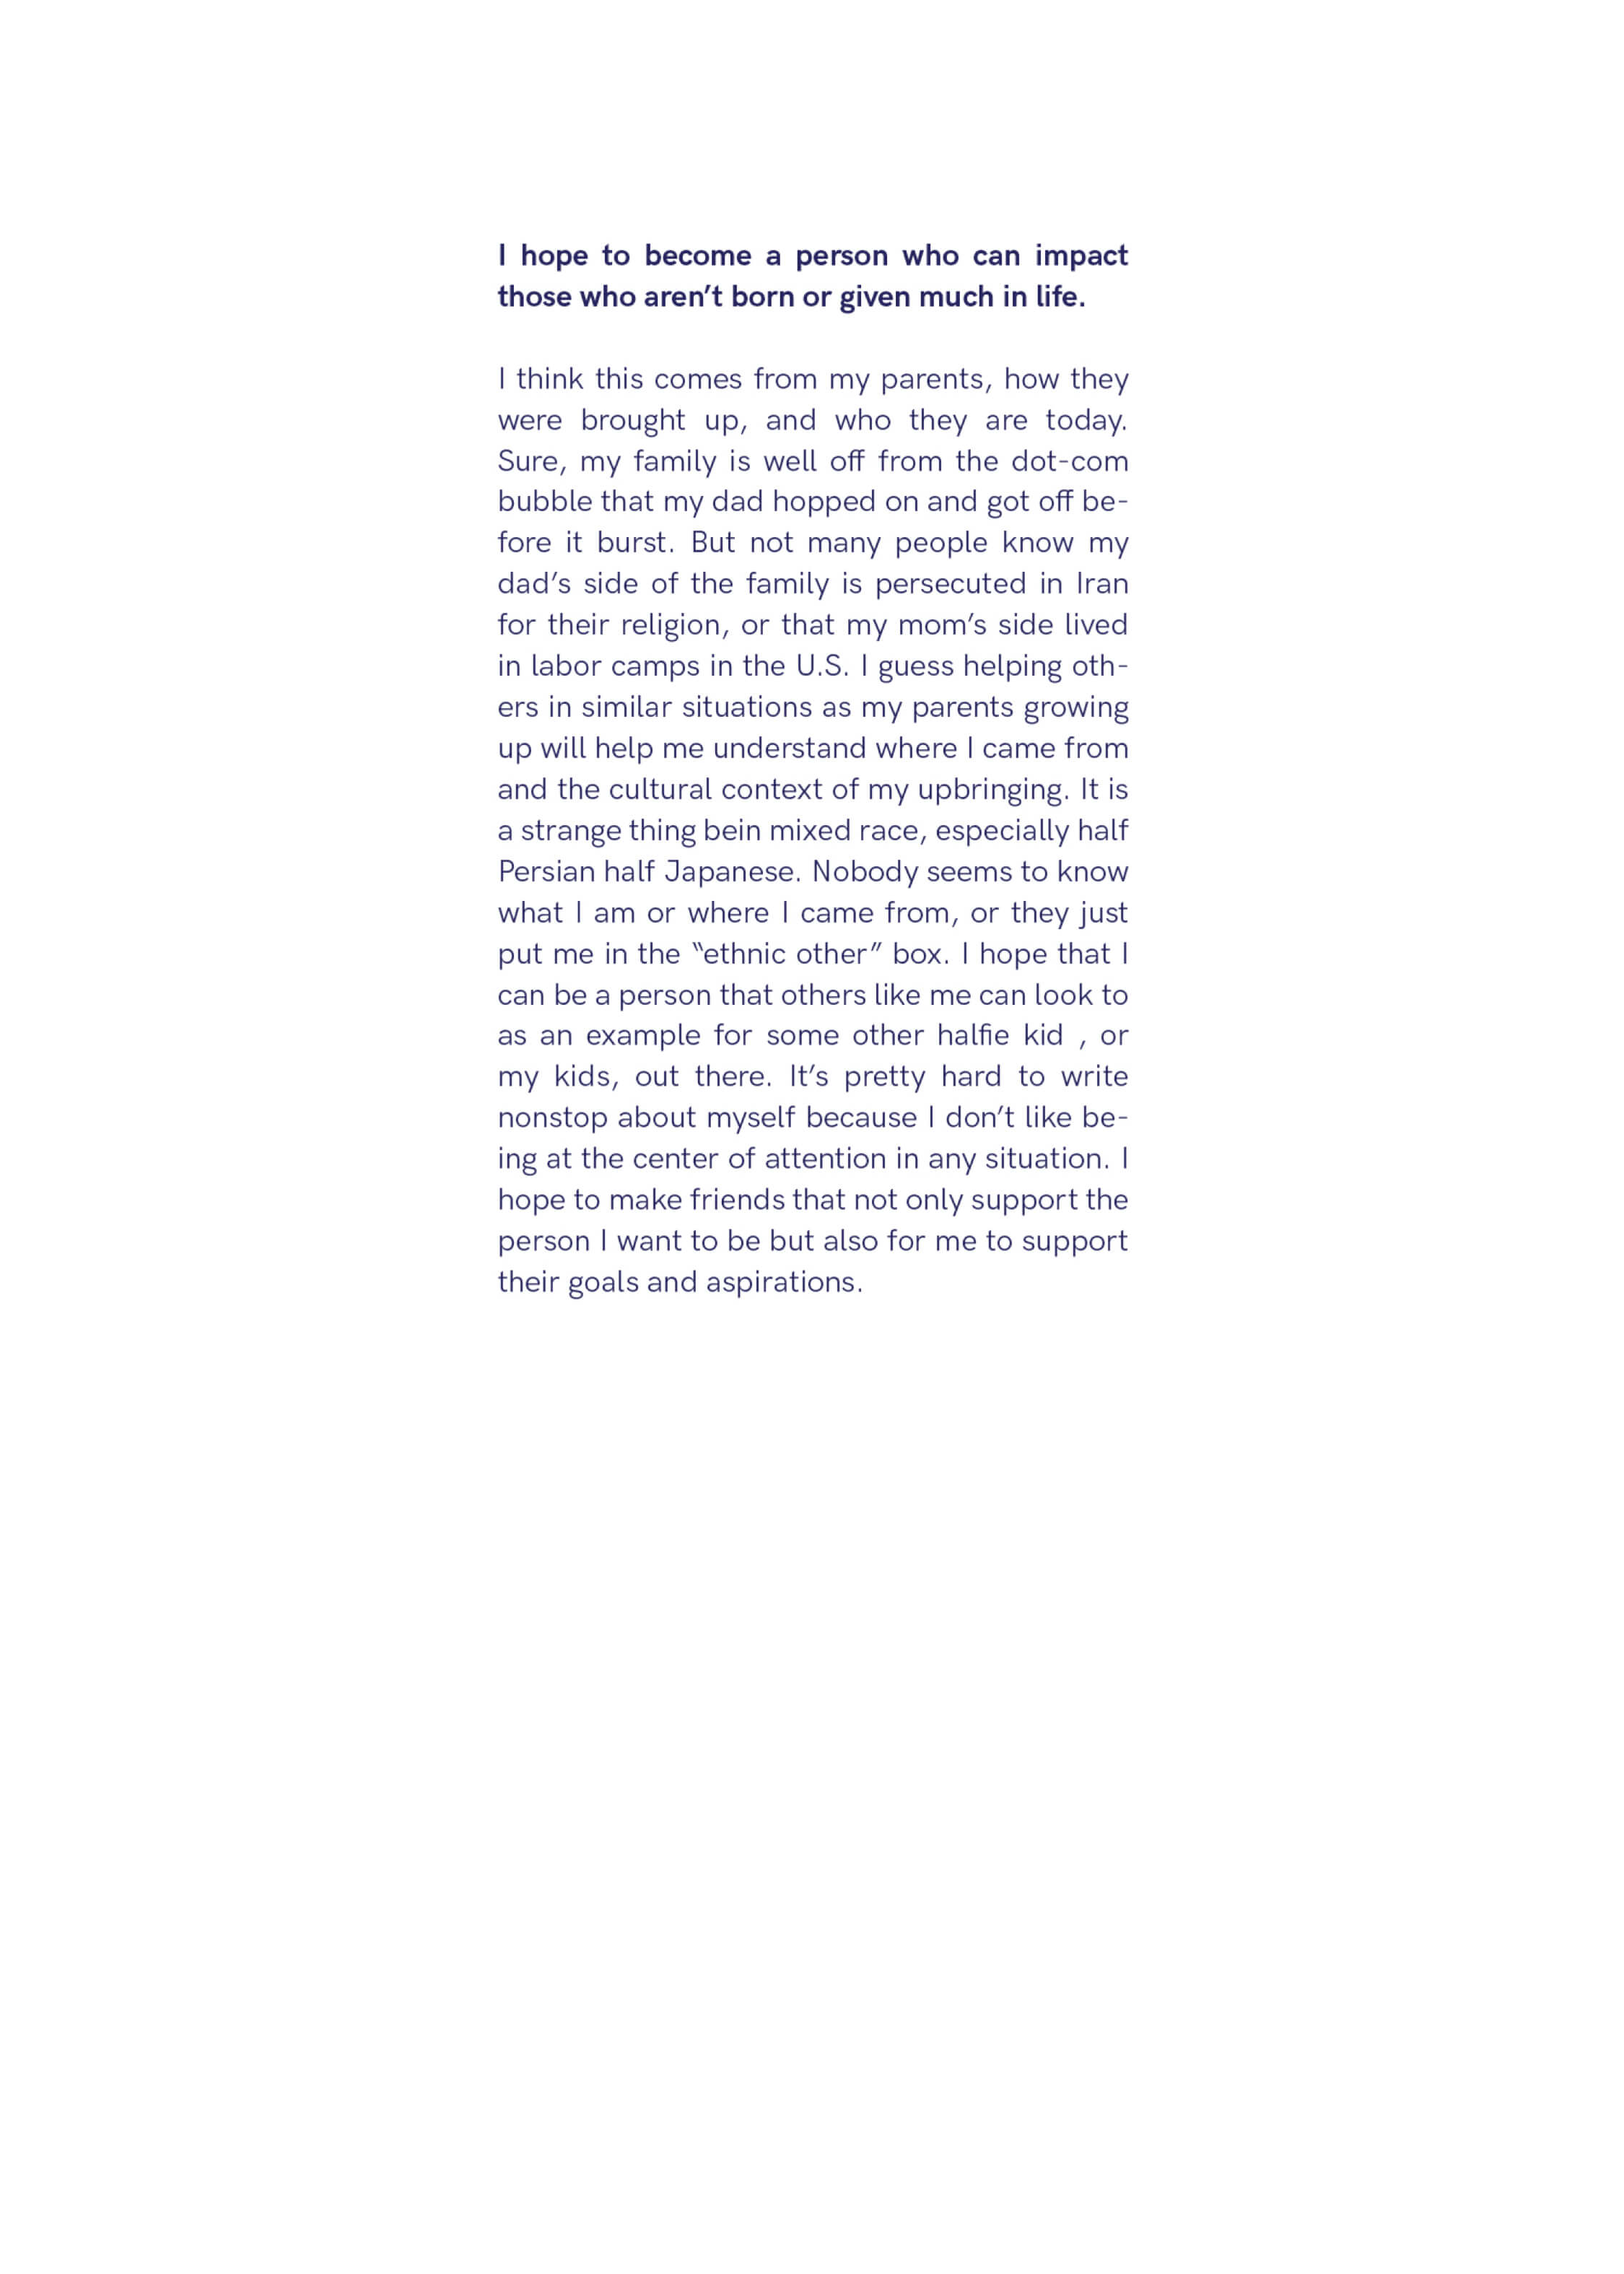 I hope to become a person who can impact
those who aren’t born or given much in life.
I think this comes from my parents, how they
were brought up, and who they are today.
Sure, my family is well off from the dot-com
bubble that my dad hopped on and got off be-
fore it burst. But not many people know my
dad’s side of the family is persecuted in Iran
for their religion, or that my mom’s side lived
in labor camps in the U.S. I guess helping oth-
ers in similar situations as my parents growing
up will help me understand where I came from
and the cultural context of my upbringing. It is
a strange thing bein mixed race, especially half
Persian half Japanese. Nobody seems to know
what I am or where I came from, or they just
put me in the “ethnic other” box. I hope that I
can be a person that others like me can look to
as an example for some other halfie kid , or
my kids, out there. It’s pretty hard to write
nonstop about myself because I don’t like be-
ing at the center of attention in any situation. I
hope to make friends that not only support the
person I want to be but also for me to support
their goals and aspirations.